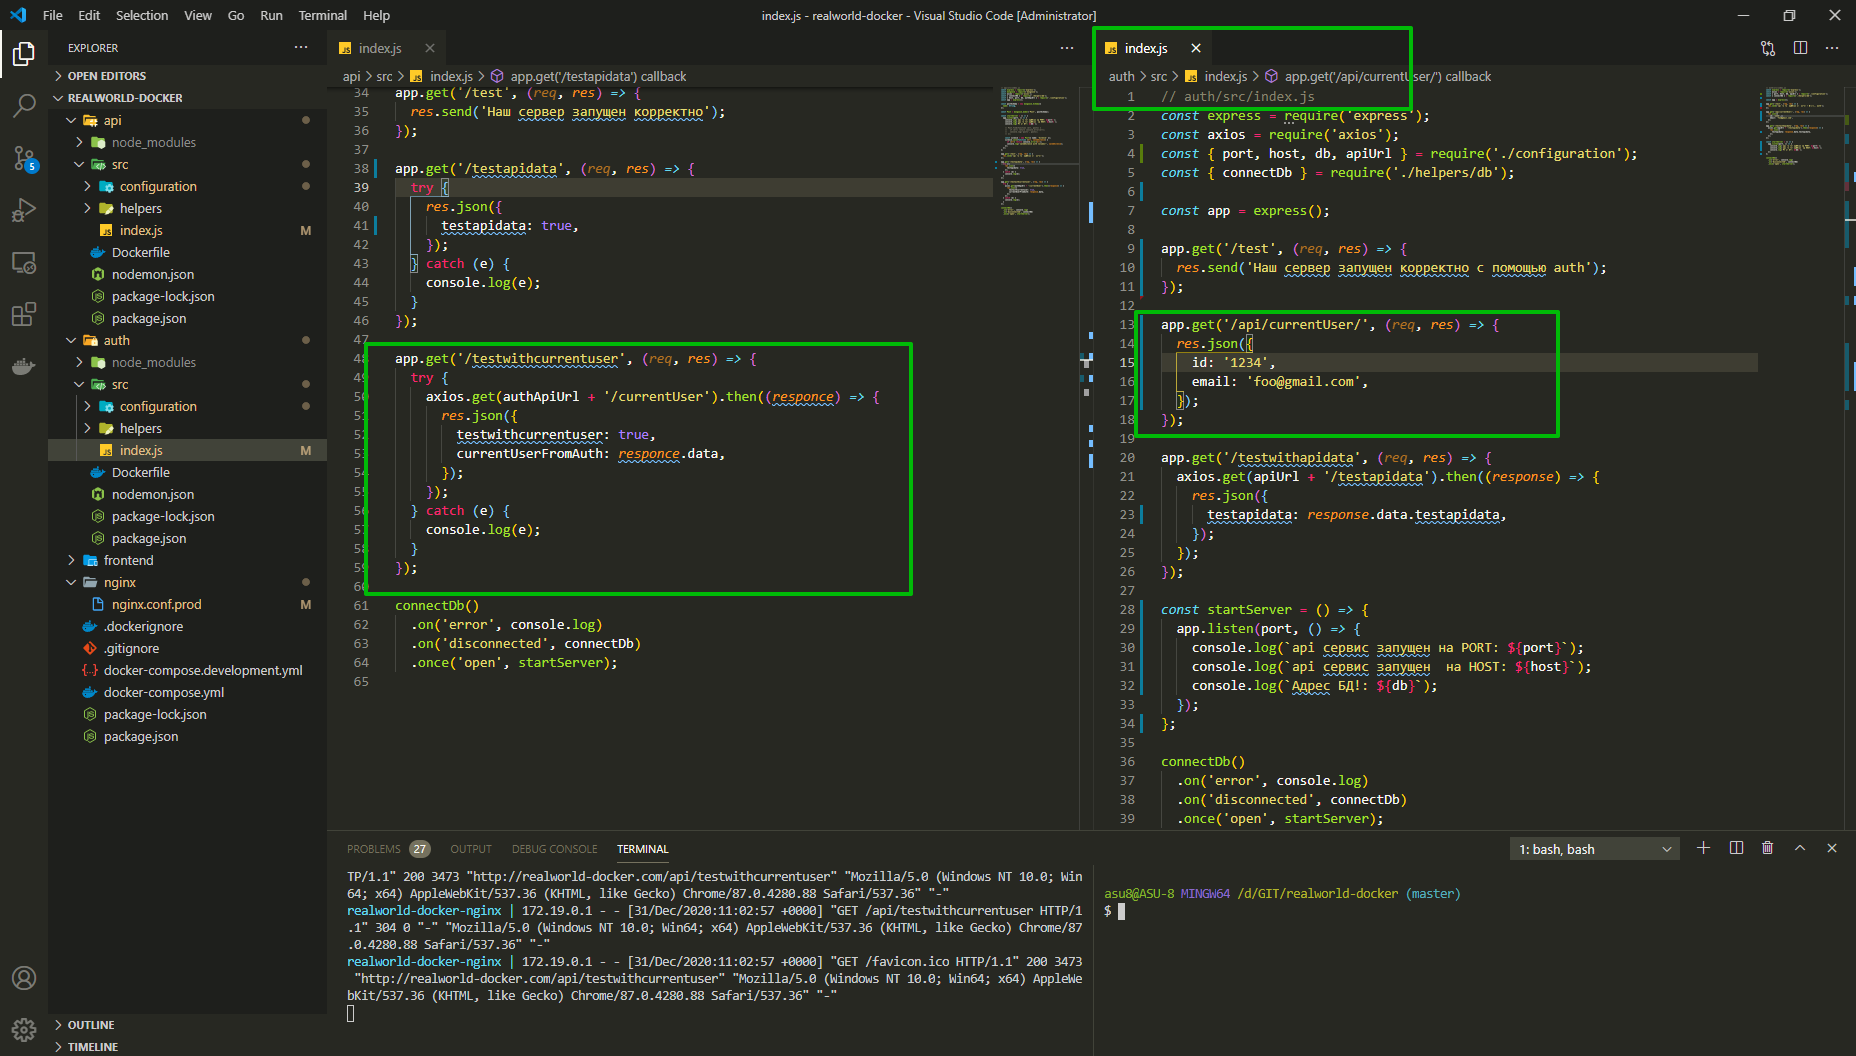 File Edit Selection View Go Run Terminal Help
index.js - realworld-docker - Visual Studio Code [Administrator]
EXPLORER
OPEN EDITORS
REALWORLD-DOCKER
api
node_modules
src
configuration
helpers
index.js M
Dockerfile
nodemon.json
package-lock.json
package.json
auth
node_modules
src
configuration
helpers
index.js M
Dockerfile
nodemon.json
package-lock.json
package.json
frontend
nginx
nginx.conf.prod M
.dockerignore
.gitignore
docker-compose.development.yml
docker-compose.yml
package-lock.json
package.json
OUTLINE
TIMELINE
5
index.js
api > src > index.js > app.get('/testapidata') callback
34 app.get('/test', (req, res) => {
35 res.send('Наш сервер запущен корректно');
36 });
37
38 app.get('/testapidata', (req, res) => {
39 try {
40 res.json({
41 testapidata: true,
42 });
43 } catch (e) {
44 console.log(e);
45 }
46 });
47
48 app.get('/testwithcurrentuser', (req, res) => {
49 try {
50 axios.get(authApiUrl + '/currentUser').then((responce) => {
51 res.json({
52 testwithcurrentuser: true,
53 currentUserFromAuth: responce.data,
54 });
55 });
56 } catch (e) {
57 console.log(e);
58 }
59 });
60
61 connectDb()
62 .on('error', console.log)
63 .on('disconnected', connectDb)
64 .once('open', startServer);
65
index.js
auth > src > index.js > app.get('/api/currentUser/') callback
1 // auth/src/index.js
2 const express = require('express');
3 const axios = require('axios');
4 const { port, host, db, apiUrl } = require('./configuration');
5 const { connectDb } = require('./helpers/db');
6
7 const app = express();
8
9 app.get('/test', (req, res) => {
10 res.send('Наш сервер запущен корректно с помощью auth');
11 });
12
13 app.get('/api/currentUser/', (req, res) => {
14 res.json({
15 id: '1234',
16 email: 'foo@gmail.com',
17 });
18 });
19
20 app.get('/testwithapidata', (req, res) => {
21 axios.get(apiUrl + '/testapidata').then((response) => {
22 res.json({
23 testapidata: response.data.testapidata,
24 });
25 });
26 });
27
28 const startServer = () => {
29 app.listen(port, () => {
30 console.log(`api сервис запущен на PORT: ${port}`);
31 console.log(`api сервис запущен  на HOST: ${host}`);
32 console.log(`Адрес БД!: ${db}`);
33 });
34 };
35
36 connectDb()
37 .on('error', console.log)
38 .on('disconnected', connectDb)
39 .once('open', startServer);
PROBLEMS 27 OUTPUT DEBUG CONSOLE TERMINAL
1: bash, bash
TP/1.1" 200 3473 "http://realworld-docker.com/api/testwithcurrentuser" "Mozilla/5.0 (Windows NT 10.0; Win
64; x64) AppleWebKit/537.36 (KHTML, like Gecko) Chrome/87.0.4280.88 Safari/537.36" "-"
realworld-docker-nginx | 172.19.0.1 - - [31/Dec/2020:11:02:57 +0000] "GET /api/testwithcurrentuser HTTP/1
.1" 304 0 "-" "Mozilla/5.0 (Windows NT 10.0; Win64; x64) AppleWebKit/537.36 (KHTML, like Gecko) Chrome/87
.0.4280.88 Safari/537.36" "-"
realworld-docker-nginx | 172.19.0.1 - - [31/Dec/2020:11:02:57 +0000] "GET /favicon.ico HTTP/1.1" 200 3473
"http://realworld-docker.com/api/testwithcurrentuser" "Mozilla/5.0 (Windows NT 10.0; Win64; x64) AppleWe
bKit/537.36 (KHTML, like Gecko) Chrome/87.0.4280.88 Safari/537.36" "-"
asu8@ASU-8 MINGW64 /d/GIT/realworld-docker (master)
$